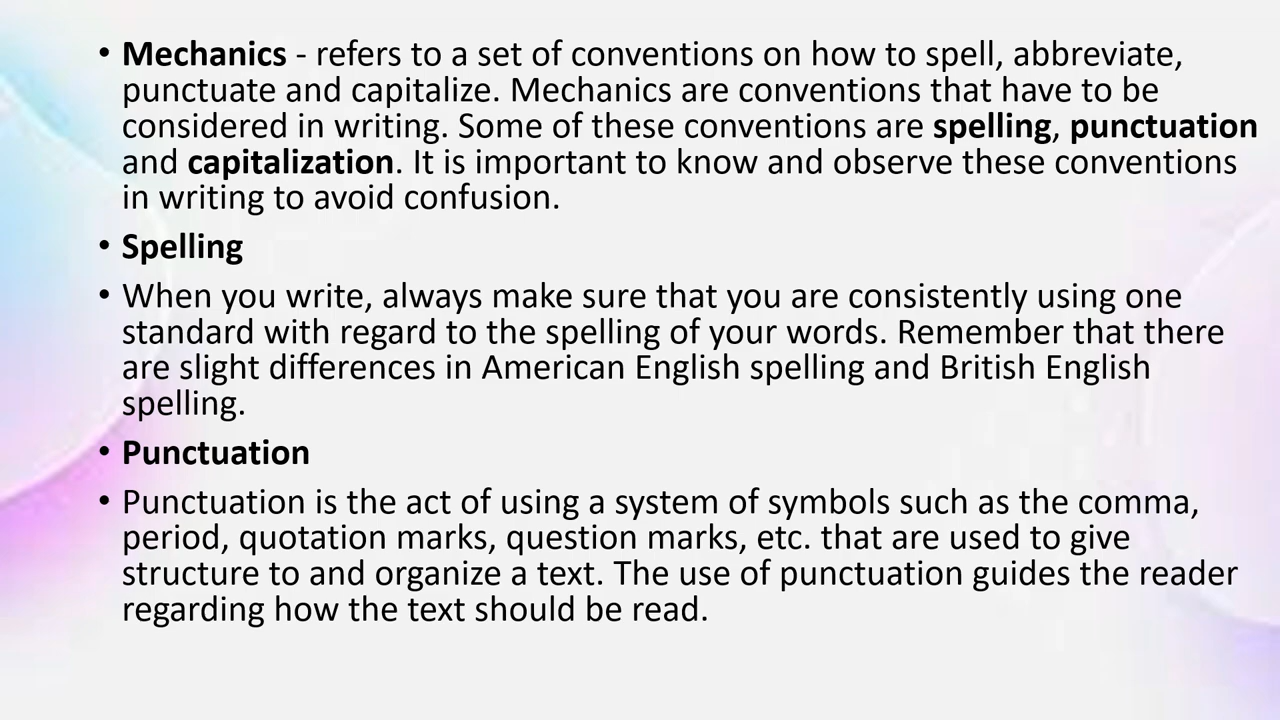 • Mechanics - refers to a set of conventions on how to spell, abbreviate,
punctuate and capitalize. Mechanics are conventions that have to be
considered in writing. Some of these conventions are spelling, punctuation
and capitalization. It is important to know and observe these conventions
in writing to avoid confusion.
• Spelling
• When you write, always make sure that you are consistently using one
standard with regard to the spelling of your words. Remember that there
are slight differences in American English spelling and British English
spelling.
• Punctuation
• Punctuation is the act of using a system of symbols such as the comma,
period, quotation marks, question marks, etc. that are used to give
structure to and organize a text. The use of punctuation guides the reader
regarding how the text should be read.